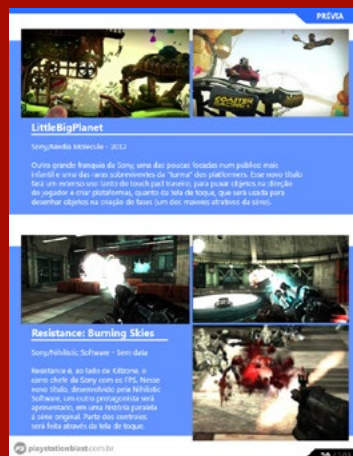 PRÉVIA
COASTER
LittleBigPlanet
Sony/Media Molecule - 2012
Outra grande franquia da Sony, uma das poucas focadas num público mais
infantil e uma das raras sobreviventes da "turma" dos platformers. Esse novo título
fará um extenso uso tanto do touch pad traseiro, para puxar objetos na direção
do jogador e criar plataformas, quanto da tela de toque, que será usada para
desenhar objetos na criação de fases (um dos maiores atrativos da série).
Resistance: Burning Skies
Sony/Nihilistic Software - Sem data
Resistance é, ao lado de Killzone, o
carro chefe da Sony com os FPS. Nesse
novo título, desenvolvido pela Nihilistic
Software, um outro protagonista será
apresentado, em uma história paralela
à série original. Parte dos controles
será feita através da tela de toque.
playstationblast.com.br